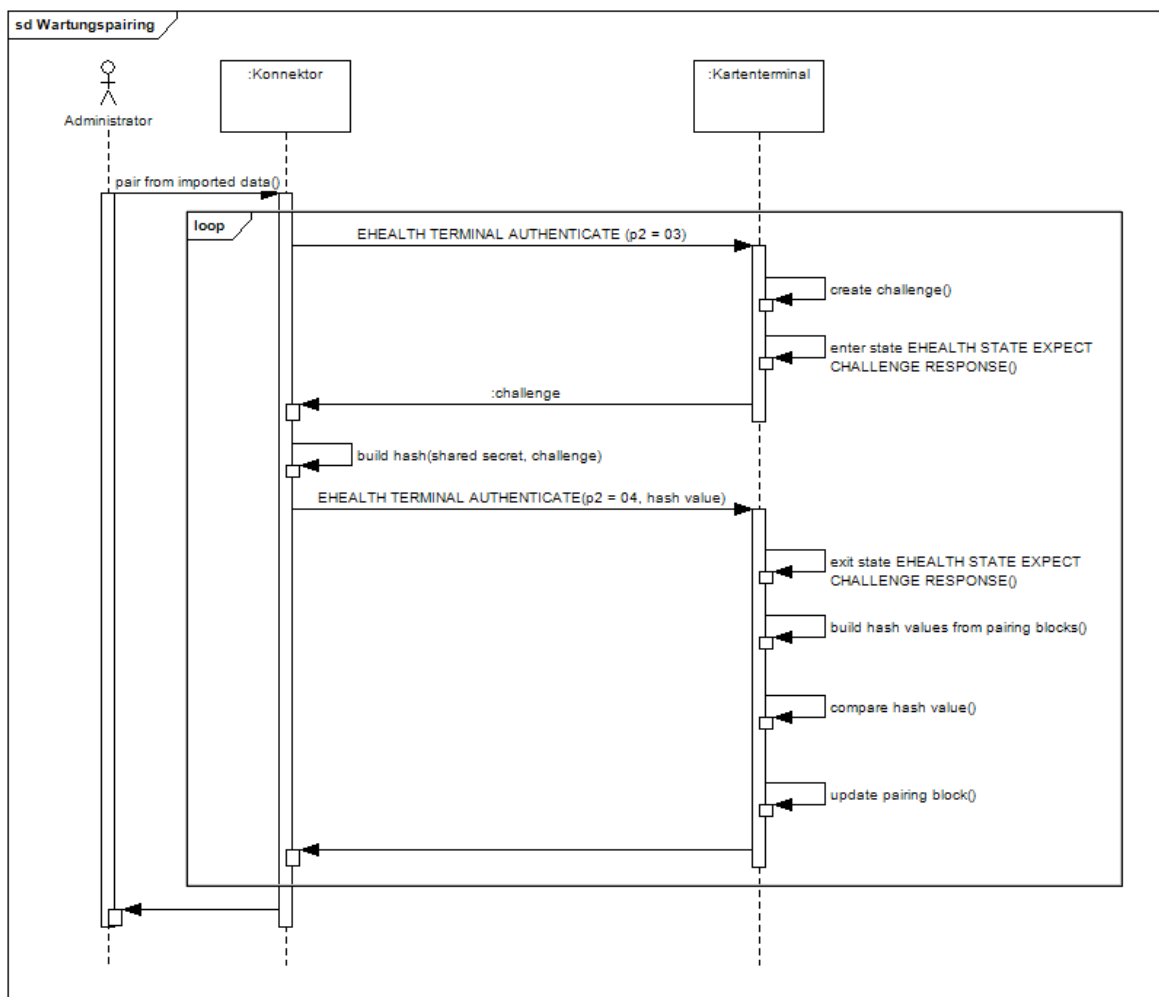 sd Wartungspairing
:Konnektor
:Kartenterminal
Administrator
pair from imported data()
loop
EHEALTH TERMINAL AUTHENTICATE (p2 = 03)
create challenge()
enter state EHEALTH STATE EXPECT
CHALLENGE RESPONSE()
:challenge
build hash(shared secret, challenge)
EHEALTH TERMINAL AUTHENTICATE(p2 = 04, hash value)
exit state EHEALTH STATE EXPECT
CHALLENGE RESPONSE()
build hash values from pairing blocks()
compare hash value()
update pairing block()